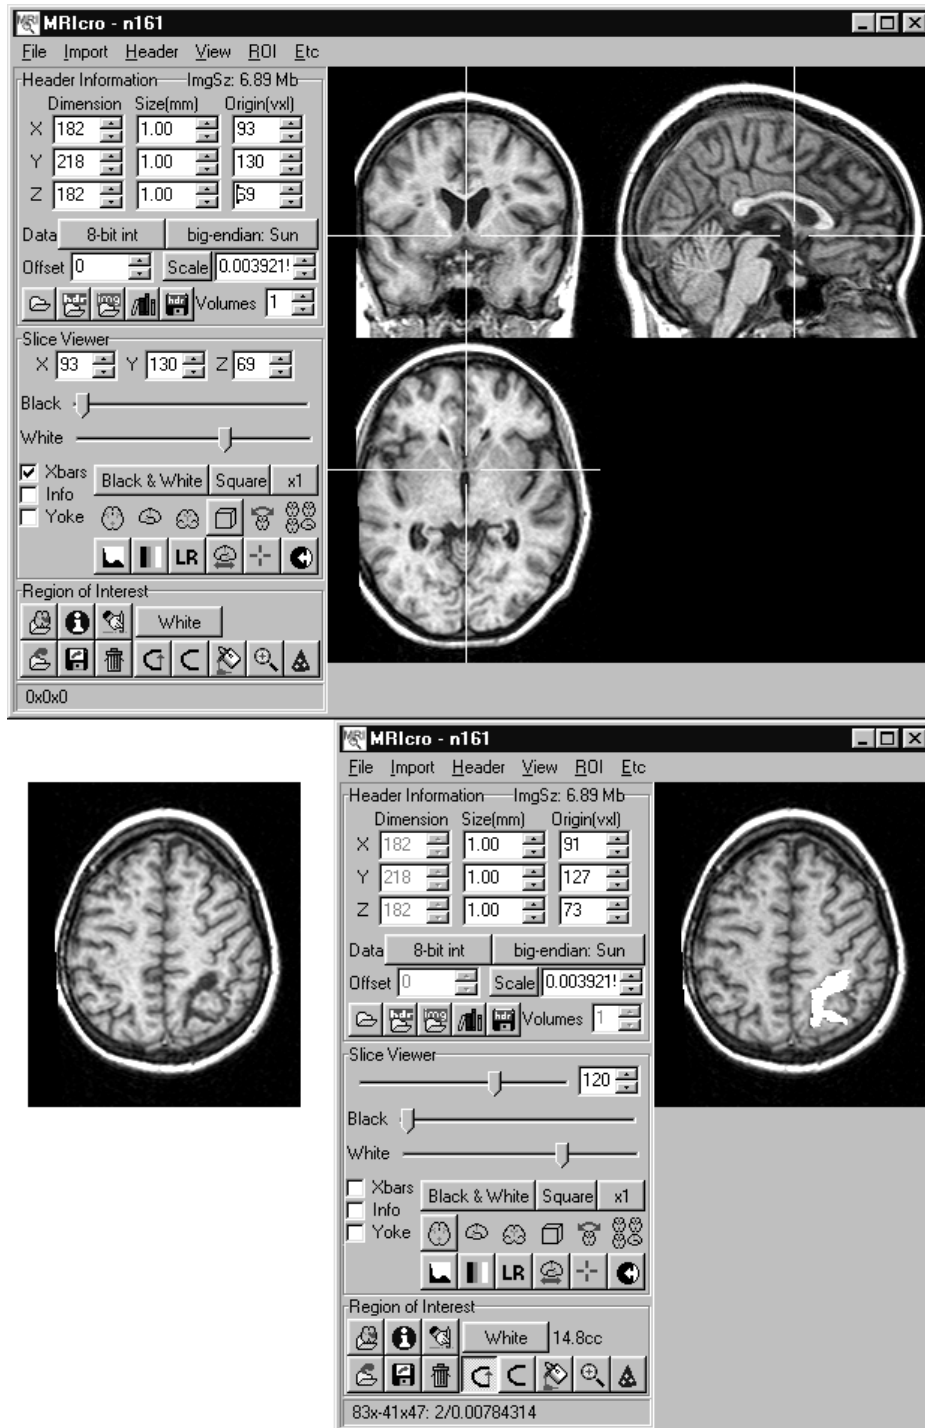 MRIcro - n161
File Import Header View ROI Etc
Header Information ImgSz: 6.89 Mb
Dimension Size(mm) Origin(vxl)
X 182 1.00 93
Y 218 1.00 130
Z 182 1.00 69
Data 8-bit int big-endian: Sun
Offset 0 Scale 0.003921!
hdr img hdr Volumes 1
Slice Viewer
X 93 Y 130 Z 69
Black
White
Xbars Black & White Square x1
Info
Yoke
LR
Region of Interest
White
0x0x0
MRIcro - n161
File Import Header View ROI Etc
Header Information ImgSz: 6.89 Mb
Dimension Size(mm) Origin(vxl)
X 182 1.00 91
Y 218 1.00 127
Z 182 1.00 73
Data 8-bit int big-endian: Sun
Offset 0 Scale 0.003921!
hdr img hdr Volumes 1
Slice Viewer
120
Black
White
Xbars Black & White Square x1
Info
Yoke
LR
Region of Interest
White 14.8cc
83x-41x47: 2/0.00784314